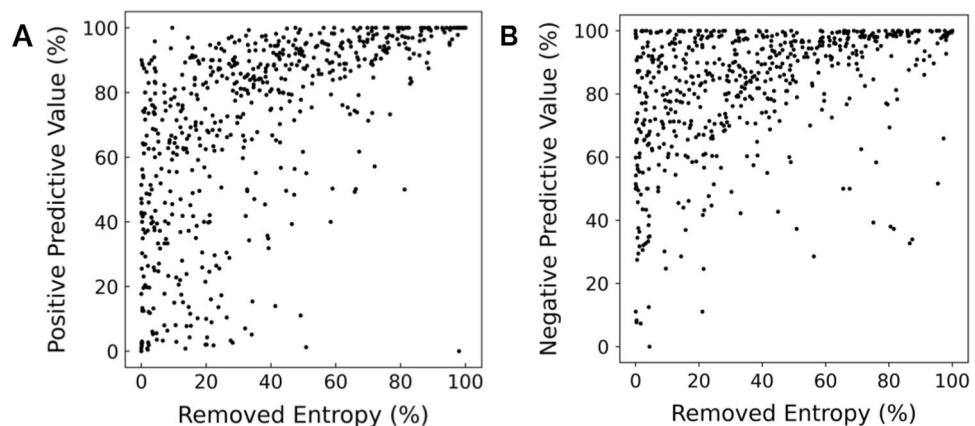 A
Positive Predictive Value (%)
100
80
60
40
20
0
0 20 40 60 80 100
Removed Entropy (%)
B
Negative Predictive Value (%)
100
80
60
40
20
0
0 20 40 60 80 100
Removed Entropy (%)